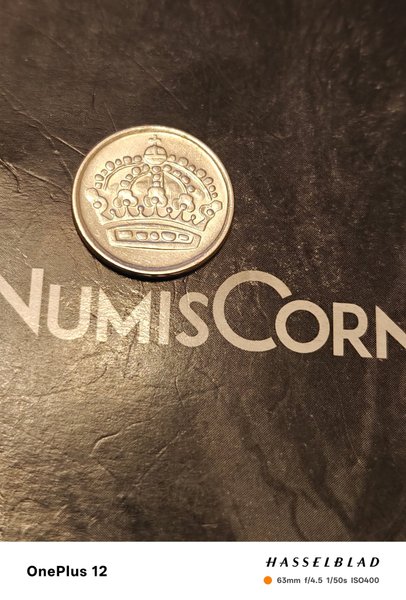 NUMISCORN
OnePlus 12
HASSELBLAD
63mm f/4.5 1/50s ISO400